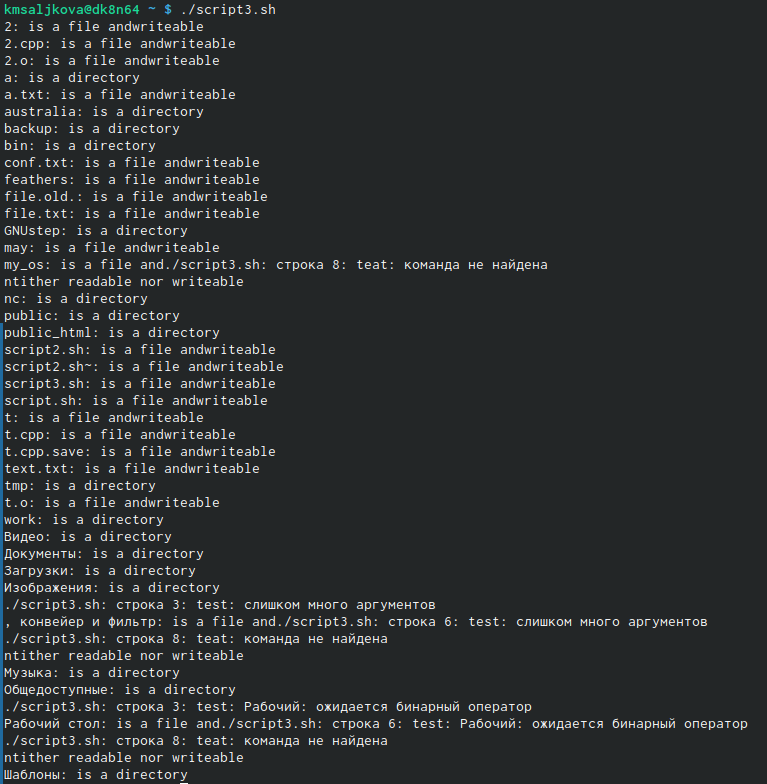 kmsaljkova@dk8n64 ~ $ ./script3.sh
2: is a file andwriteable
2.cpp: is a file andwriteable
2.o: is a file andwriteable
a: is a directory
a.txt: is a file andwriteable
australia: is a directory
backup: is a directory
bin: is a directory
conf.txt: is a file andwriteable
feathers: is a file andwriteable
file.old.: is a file andwriteable
file.txt: is a file andwriteable
GNUstep: is a directory
may: is a file andwriteable
my_os: is a file and./script3.sh: строка 8: teat: команда не найдена
ntither readable nor writeable
nc: is a directory
public: is a directory
public_html: is a directory
script2.sh: is a file andwriteable
script2.sh~: is a file andwriteable
script3.sh: is a file andwriteable
script.sh: is a file andwriteable
t: is a file andwriteable
t.cpp: is a file andwriteable
t.cpp.save: is a file andwriteable
text.txt: is a file andwriteable
tmp: is a directory
t.o: is a file andwriteable
work: is a directory
Видео: is a directory
Документы: is a directory
Загрузки: is a directory
Изображения: is a directory
./script3.sh: строка 3: test: слишком много аргументов
, конвейер и фильтр: is a file and./script3.sh: строка 6: test: слишком много аргументов
./script3.sh: строка 8: teat: команда не найдена
ntither readable nor writeable
Музыка: is a directory
Общедоступные: is a directory
./script3.sh: строка 3: test: Рабочий: ожидается бинарный оператор
Рабочий стол: is a file and./script3.sh: строка 6: test: Рабочий: ожидается бинарный оператор
./script3.sh: строка 8: teat: команда не найдена
ntither readable nor writeable
Шаблоны: is a directory